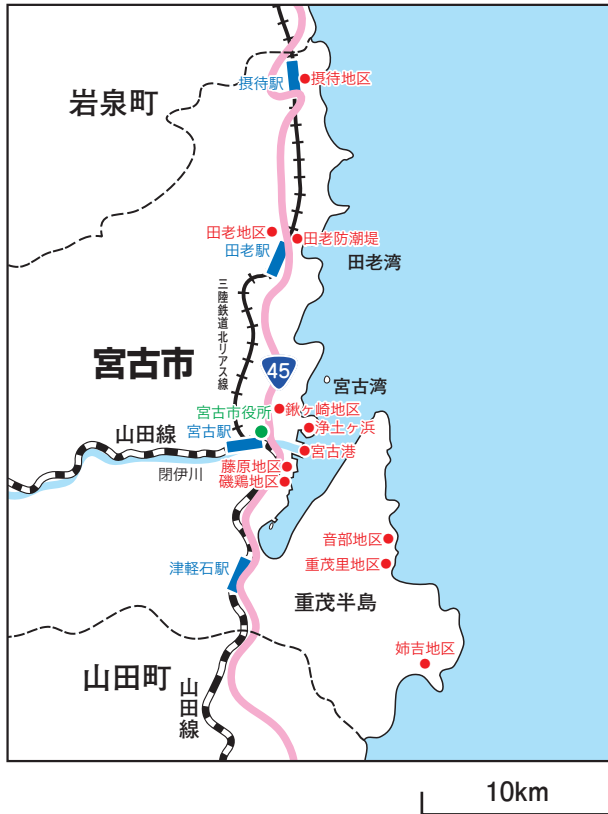 摂待駅
摂待地区
岩泉町
田老地区
田老防潮堤
田老駅
田老湾
三陸鉄道北リアス線
宮古市
45
宮古湾
鍬ヶ崎地区
宮古市役所
浄土ヶ浜
山田線
宮古駅
宮古港
閉伊川
藤原地区
磯鶏地区
音部地区
津軽石駅
重茂里地区
重茂半島
姉吉地区
山田町
山田線
10km